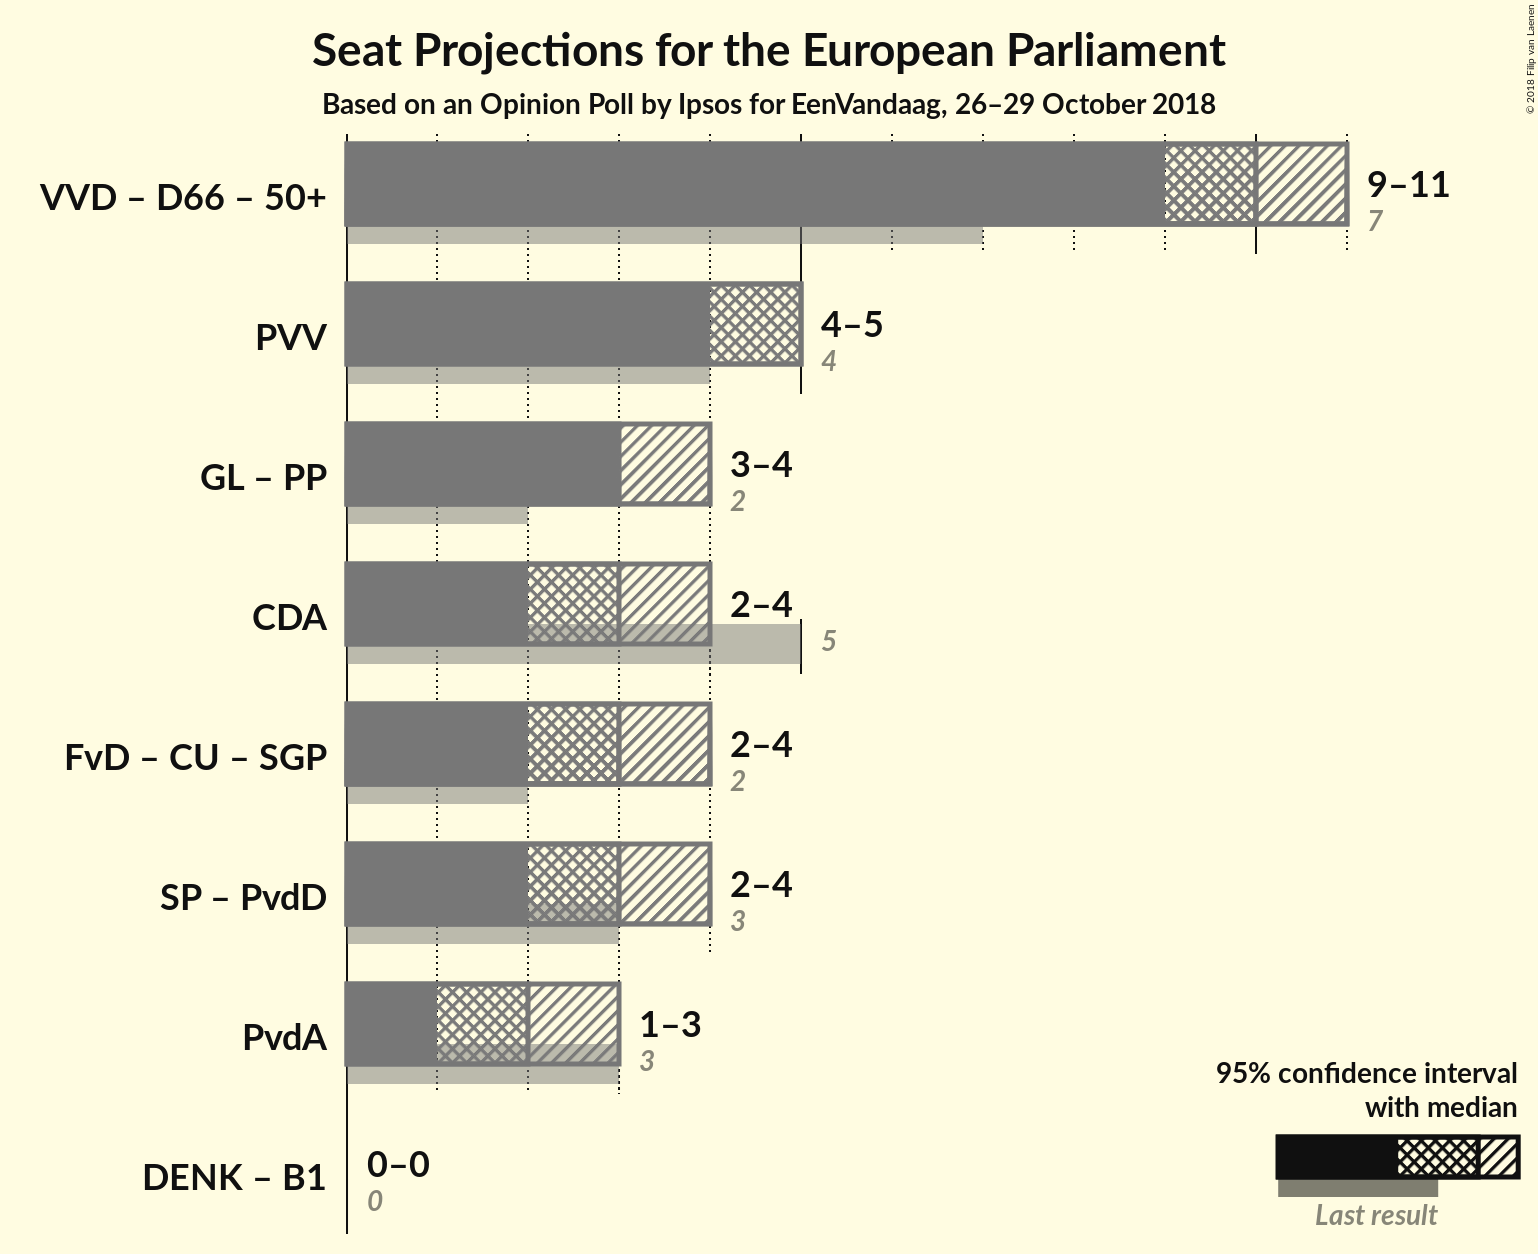 Seat Projections for the European Parliament
Based on an Opinion Poll by Ipsos for EenVandaag, 26–29 October 2018
© 2018 Filip van Laenen
VVD – D66 – 50+
9–11
7
PVV
4–5
4
GL – PP
3–4
2
CDA
2–4
5
FvD – CU – SGP
2–4
2
SP – PvdD
2–4
3
PvdA
1–3
3
DENK – B1
0–0
0
95% confidence interval
with median
Last result